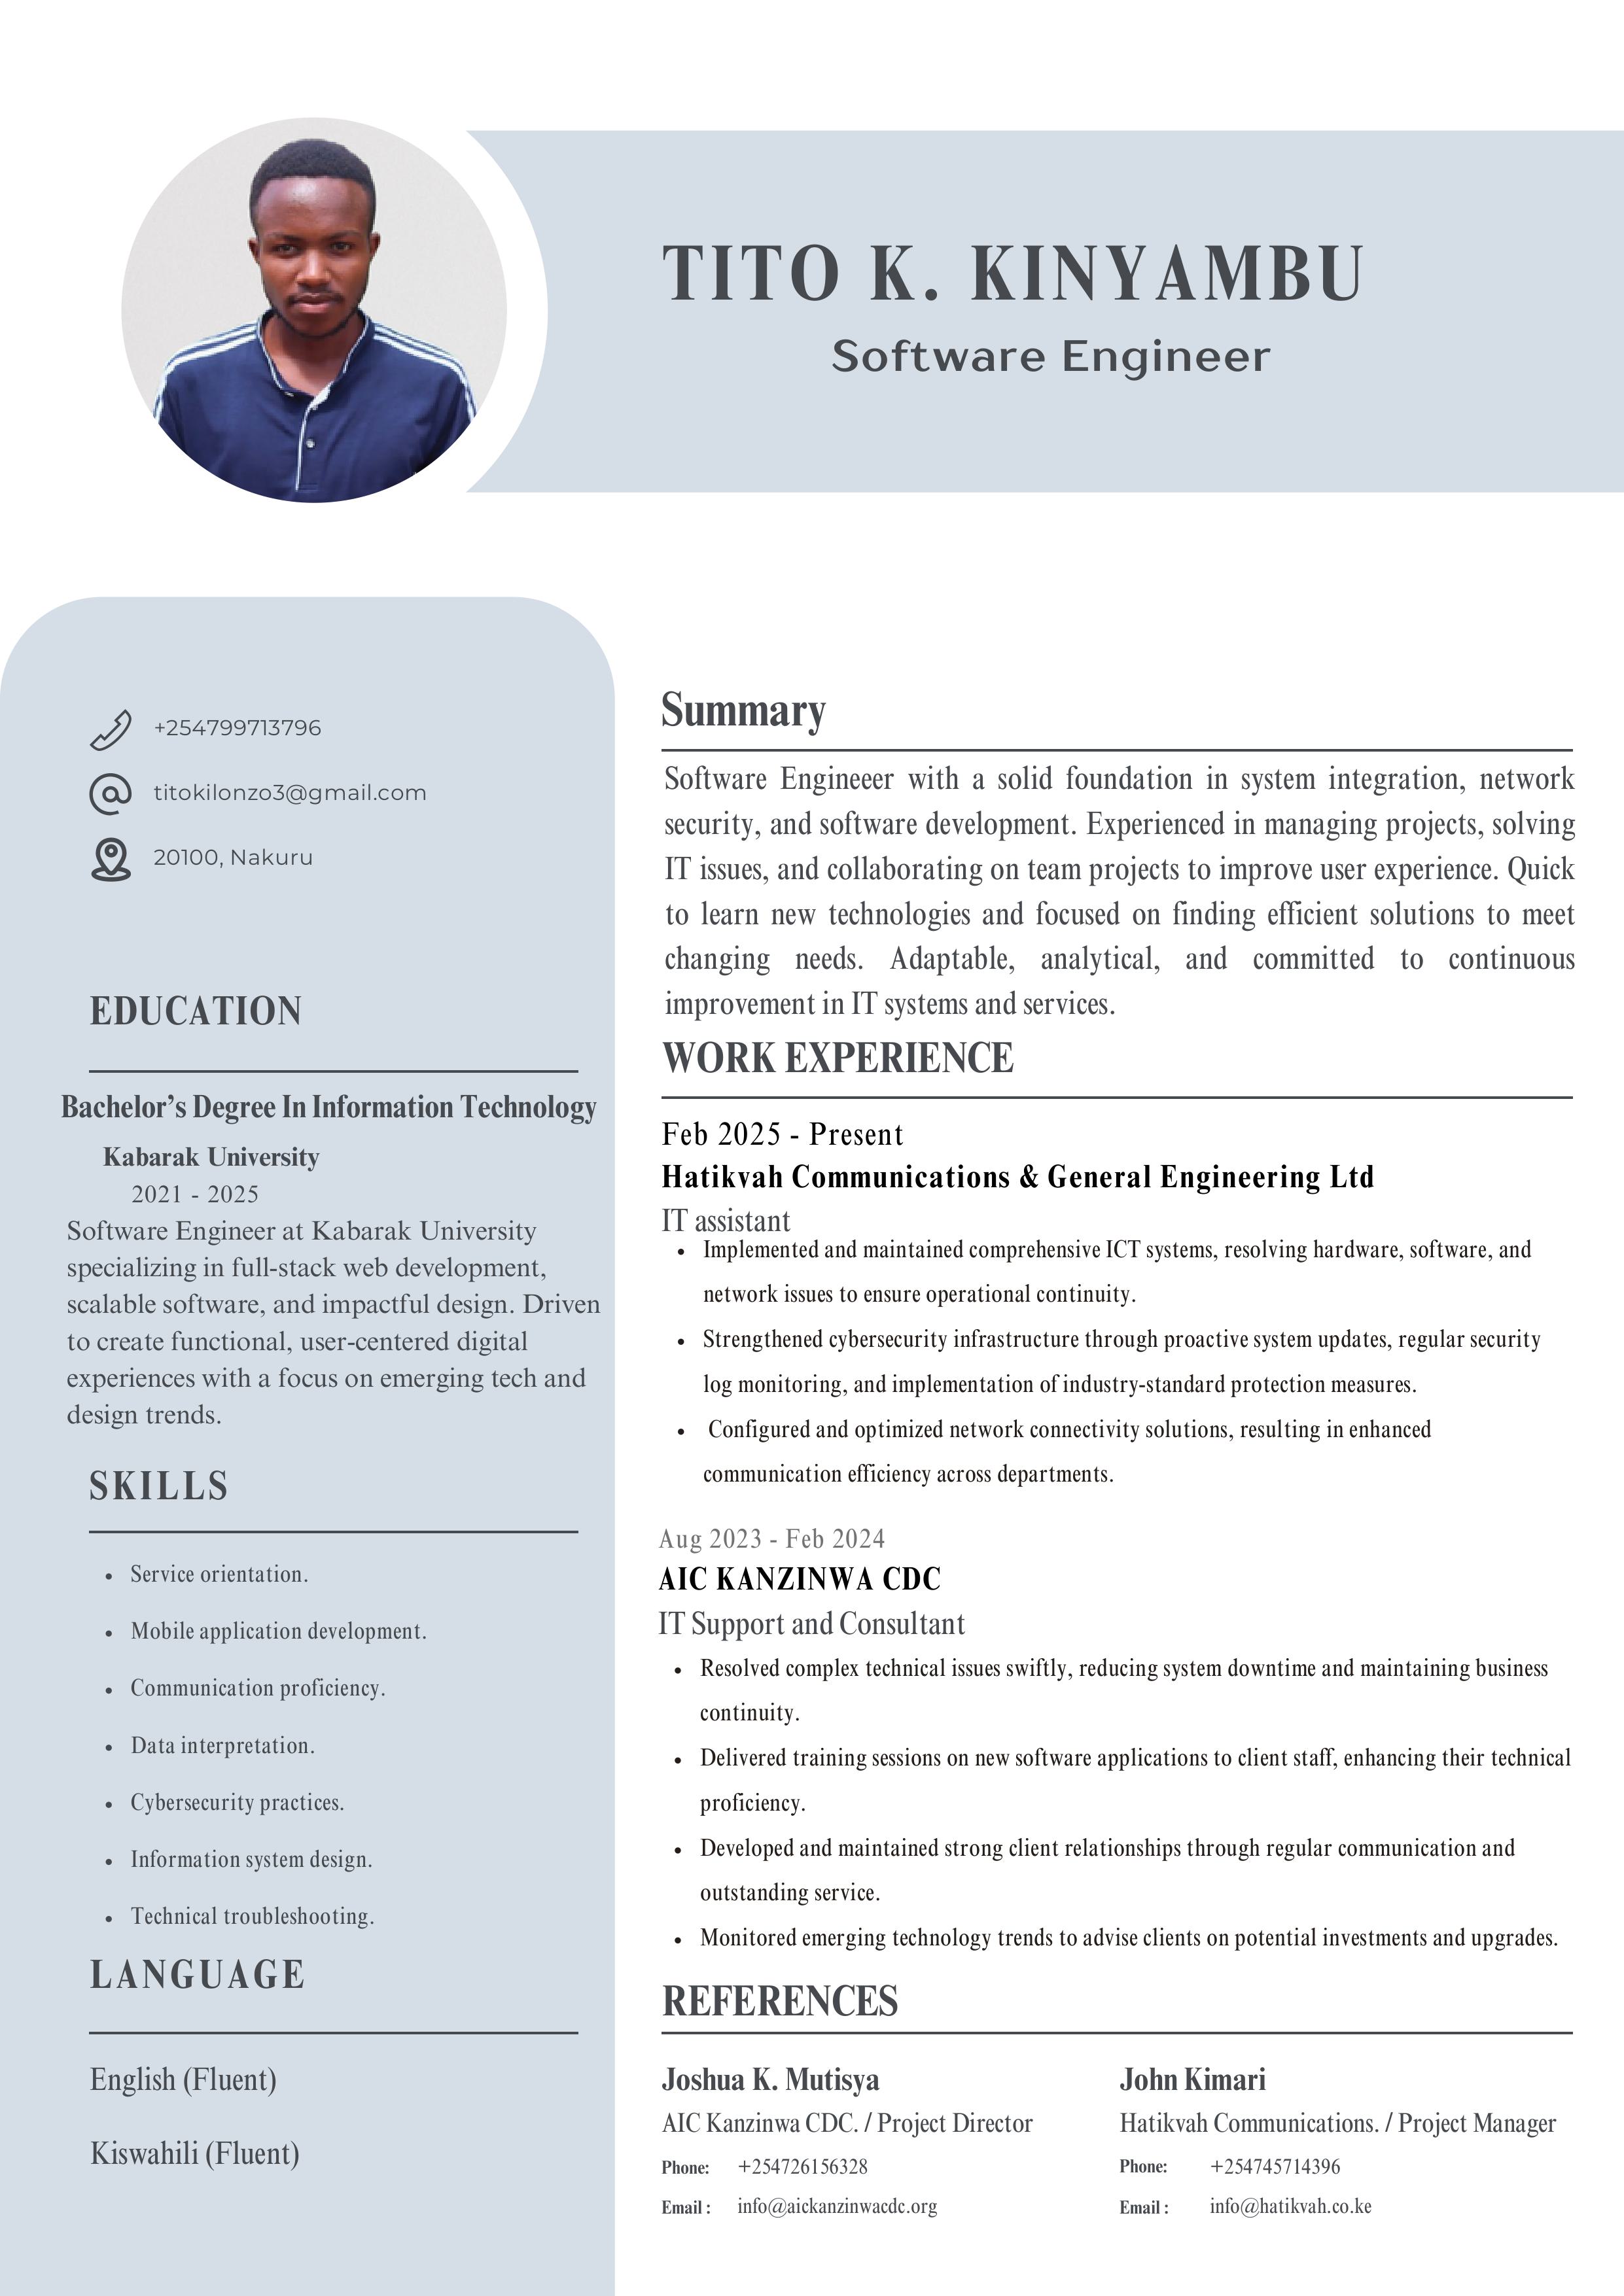 TITO K. KINYAMBU
Software Engineer
+254799713796
titokilonzo3@gmail.com
20100, Nakuru
EDUCATION
Bachelor’s Degree In Information Technology
Kabarak University
2021 - 2025
Software Engineer at Kabarak University
specializing in full-stack web development,
scalable software, and impactful design. Driven
to create functional, user-centered digital
experiences with a focus on emerging tech and
design trends.
SKILLS
• Service orientation.
• Mobile application development.
• Communication proficiency.
• Data interpretation.
• Cybersecurity practices.
• Information system design.
• Technical troubleshooting.
LANGUAGE
English (Fluent)
Kiswahili (Fluent)
Summary
Software Engineeer with a solid foundation in system integration, network
security, and software development. Experienced in managing projects, solving
IT issues, and collaborating on team projects to improve user experience. Quick
to learn new technologies and focused on finding efficient solutions to meet
changing needs. Adaptable, analytical, and committed to continuous
improvement in IT systems and services.
WORK EXPERIENCE
Feb 2025 - Present
Hatikvah Communications & General Engineering Ltd
IT assistant
• Implemented and maintained comprehensive ICT systems, resolving hardware, software, and
network issues to ensure operational continuity.
• Strengthened cybersecurity infrastructure through proactive system updates, regular security
log monitoring, and implementation of industry-standard protection measures.
• Configured and optimized network connectivity solutions, resulting in enhanced
communication efficiency across departments.
Aug 2023 - Feb 2024
AIC KANZINWA CDC
IT Support and Consultant
• Resolved complex technical issues swiftly, reducing system downtime and maintaining business
continuity.
• Delivered training sessions on new software applications to client staff, enhancing their technical
proficiency.
• Developed and maintained strong client relationships through regular communication and
outstanding service.
• Monitored emerging technology trends to advise clients on potential investments and upgrades.
REFERENCES
Joshua K. Mutisya
AIC Kanzinwa CDC. / Project Director
Phone: +254726156328
Email : info@aickanzinwacdc.org
John Kimari
Hatikvah Communications. / Project Manager
Phone: +254745714396
Email : info@hatikvah.co.ke